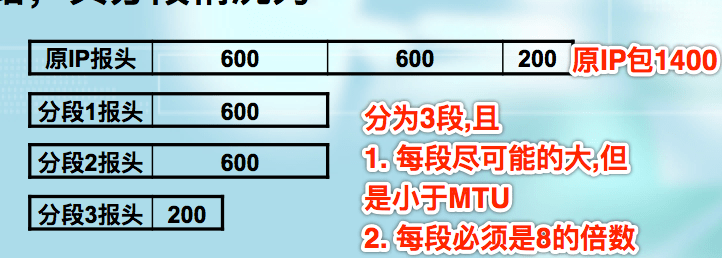 原IP报头 600 600 200 原IP包1400
分段1报头 600
分段2报头 600
分段3报头 200
分为3段,且
1. 每段尽可能的大,但
是小于MTU
2. 每段必须是8的倍数